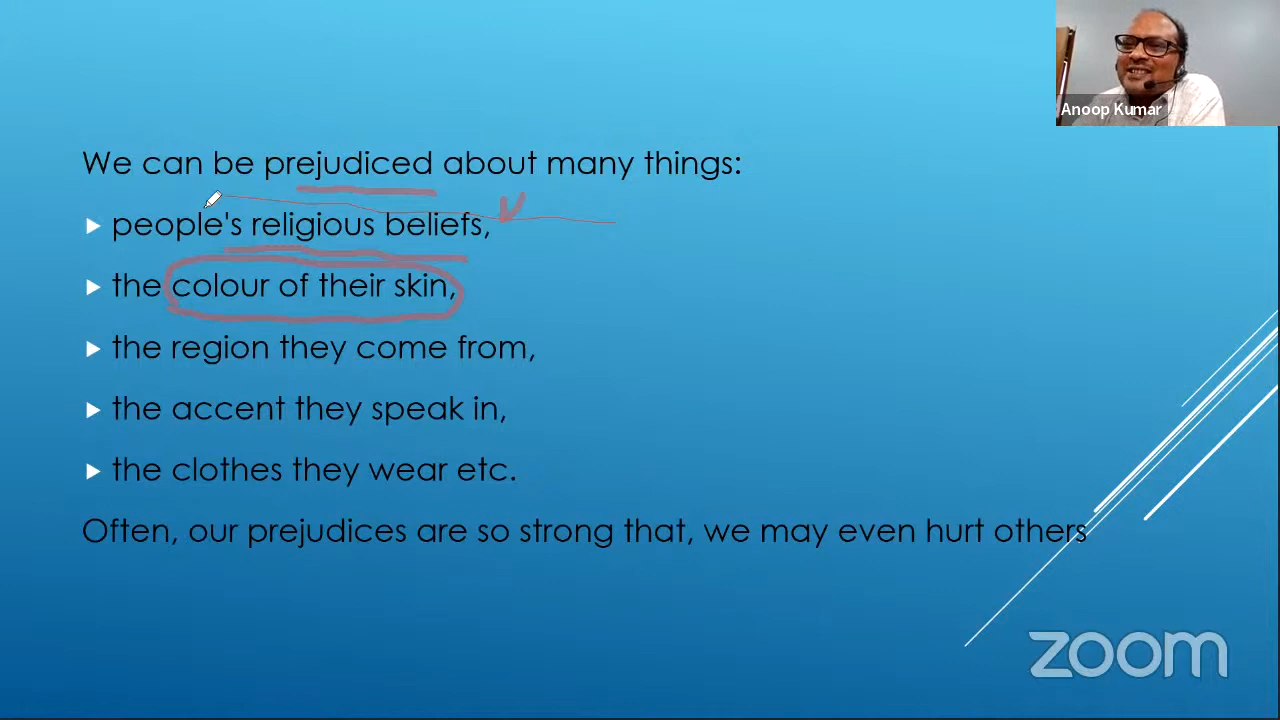 Anoop Kumar
We can be prejudiced about many things:
people's religious beliefs,
the colour of their skin,
the region they come from,
the accent they speak in,
the clothes they wear etc.
Often, our prejudices are so strong that, we may even hurt others
zoom